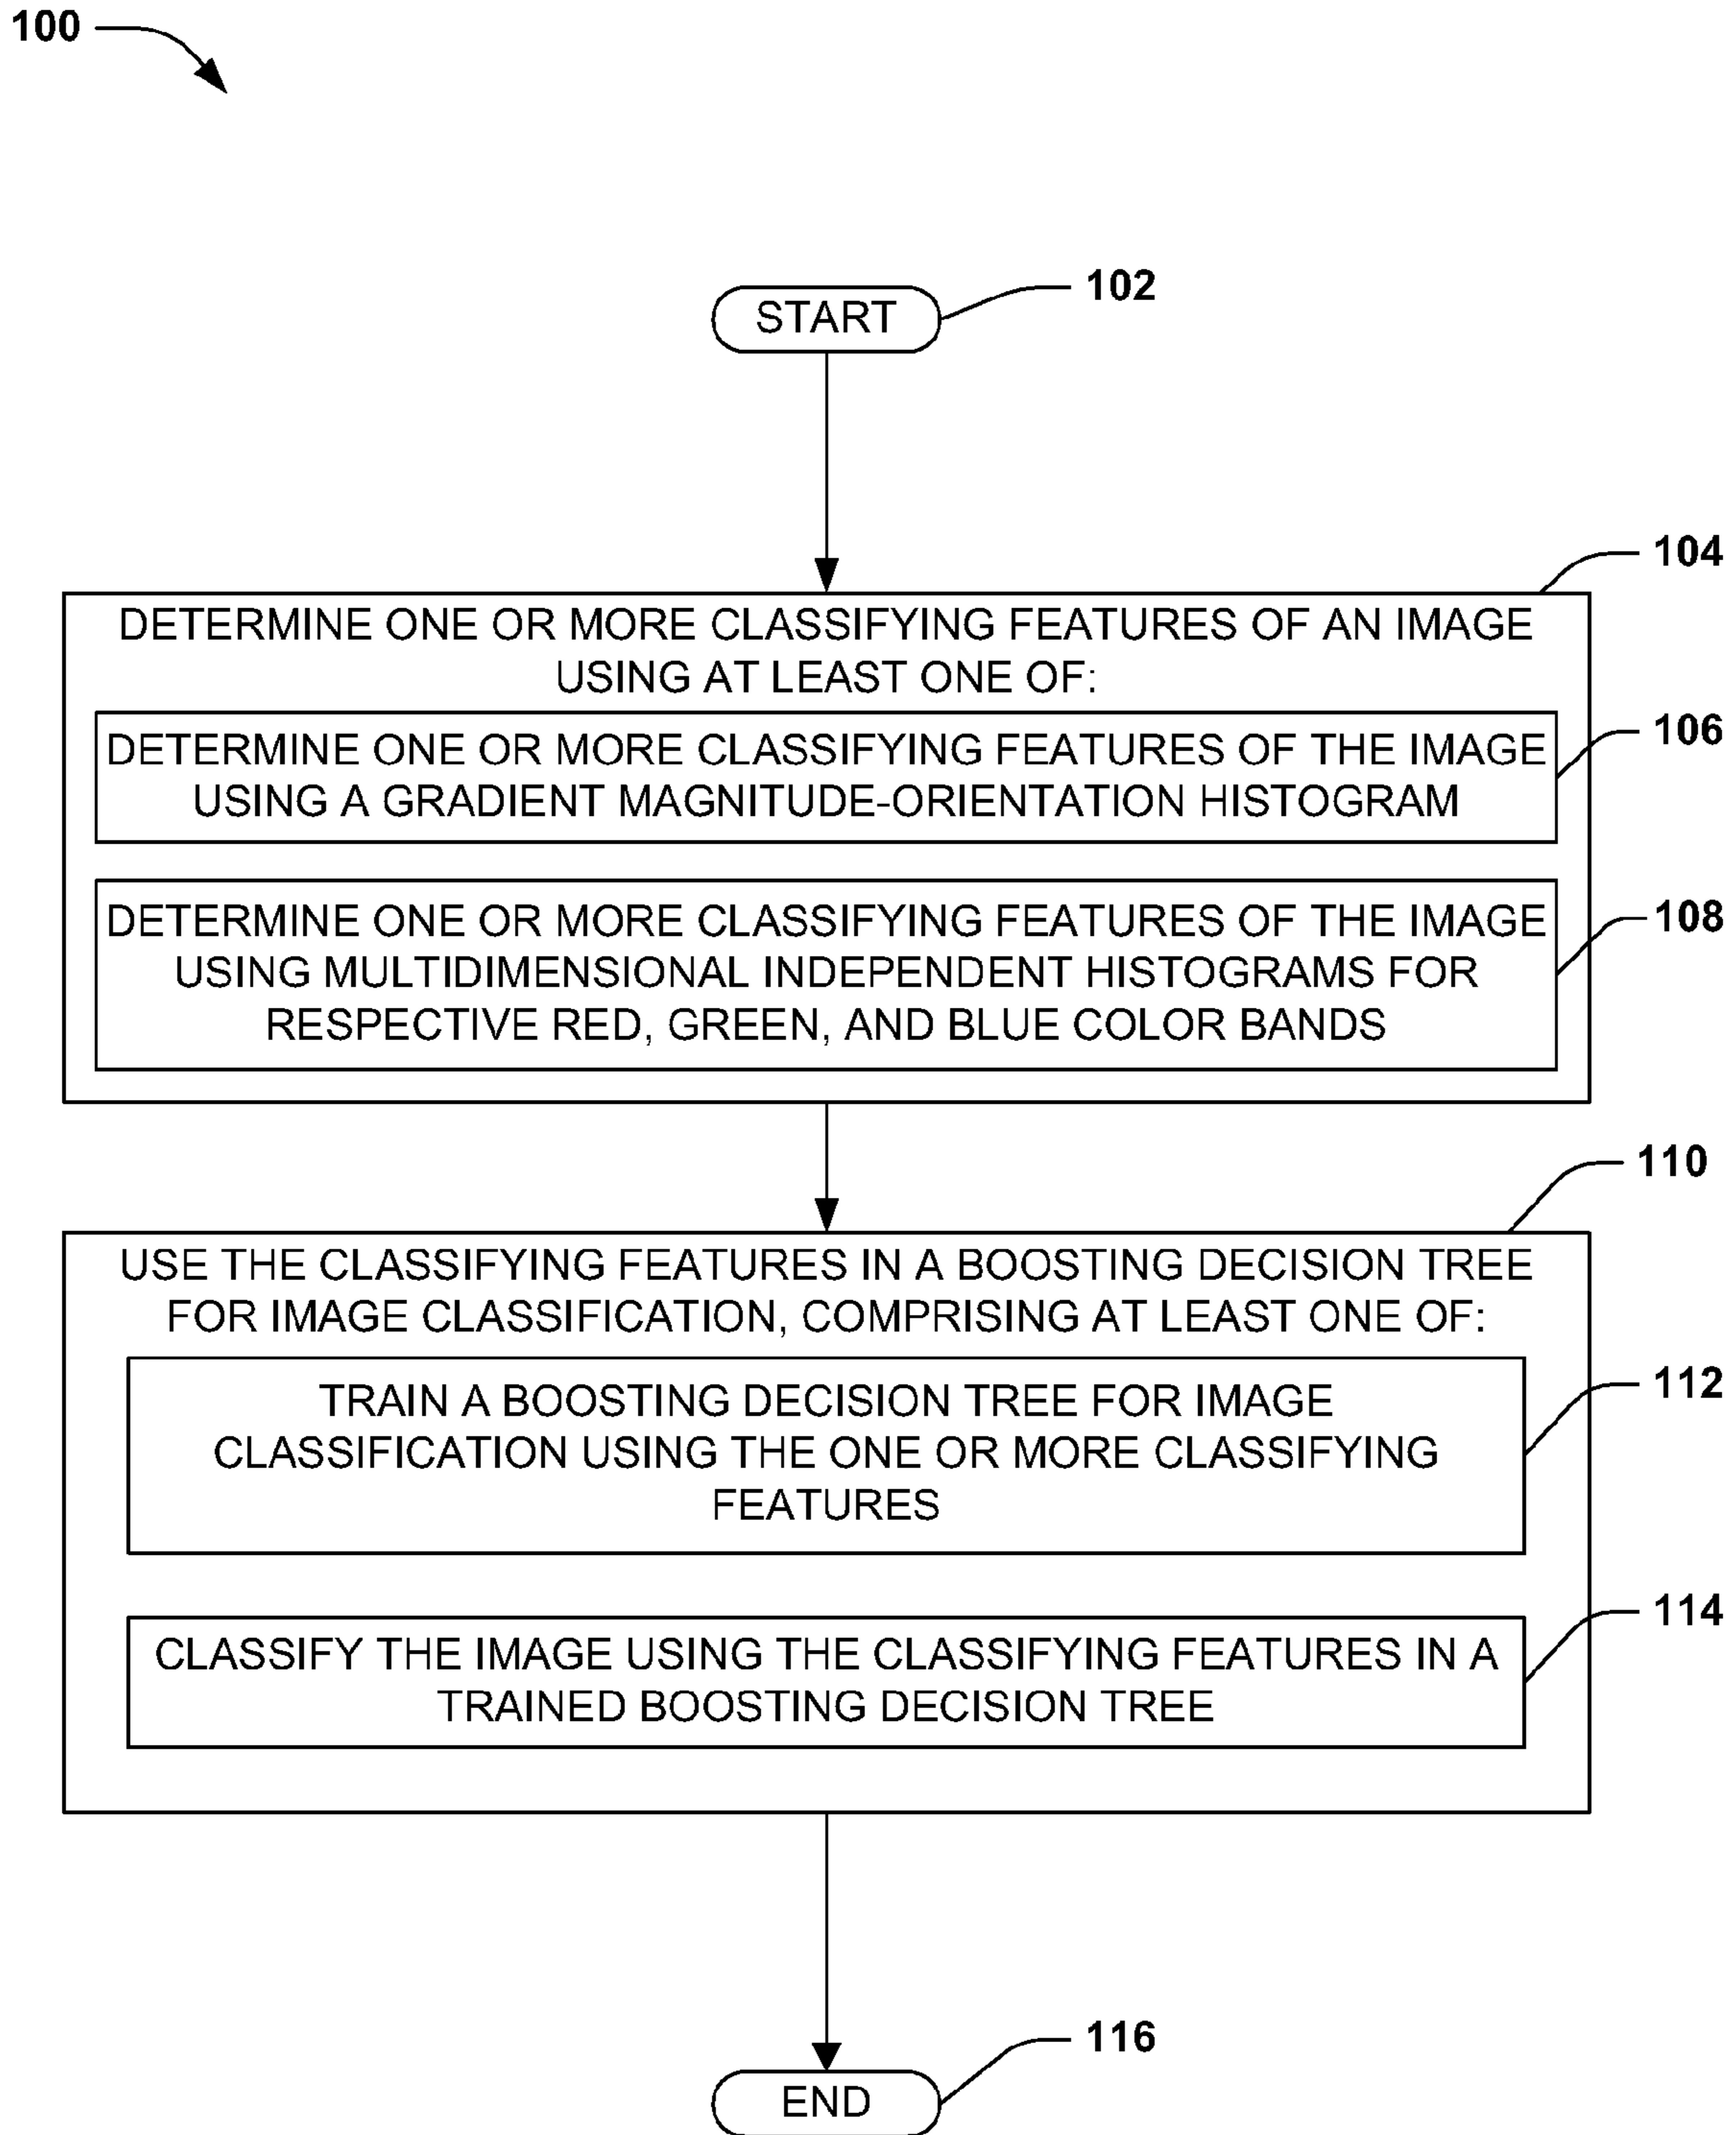 100
START
102
104
DETERMINE ONE OR MORE CLASSIFYING FEATURES OF AN IMAGE
USING AT LEAST ONE OF:
106
DETERMINE ONE OR MORE CLASSIFYING FEATURES OF THE IMAGE
USING A GRADIENT MAGNITUDE-ORIENTATION HISTOGRAM
108
DETERMINE ONE OR MORE CLASSIFYING FEATURES OF THE IMAGE
USING MULTIDIMENSIONAL INDEPENDENT HISTOGRAMS FOR
RESPECTIVE RED, GREEN, AND BLUE COLOR BANDS
110
USE THE CLASSIFYING FEATURES IN A BOOSTING DECISION TREE
FOR IMAGE CLASSIFICATION, COMPRISING AT LEAST ONE OF:
112
TRAIN A BOOSTING DECISION TREE FOR IMAGE
CLASSIFICATION USING THE ONE OR MORE CLASSIFYING
FEATURES
114
CLASSIFY THE IMAGE USING THE CLASSIFYING FEATURES IN A
TRAINED BOOSTING DECISION TREE
116
END